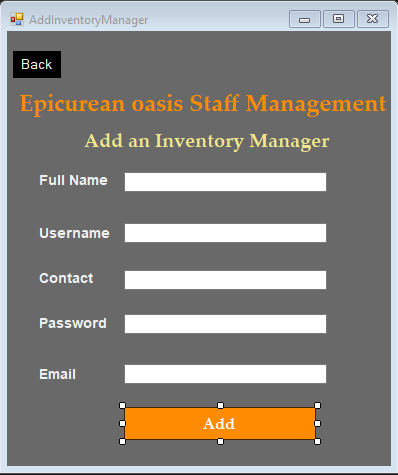 AddInventoryManager
Back
Epicurean oasis Staff Management
Add an Inventory Manager
Full Name
Username
Contact
Password
Email
Add